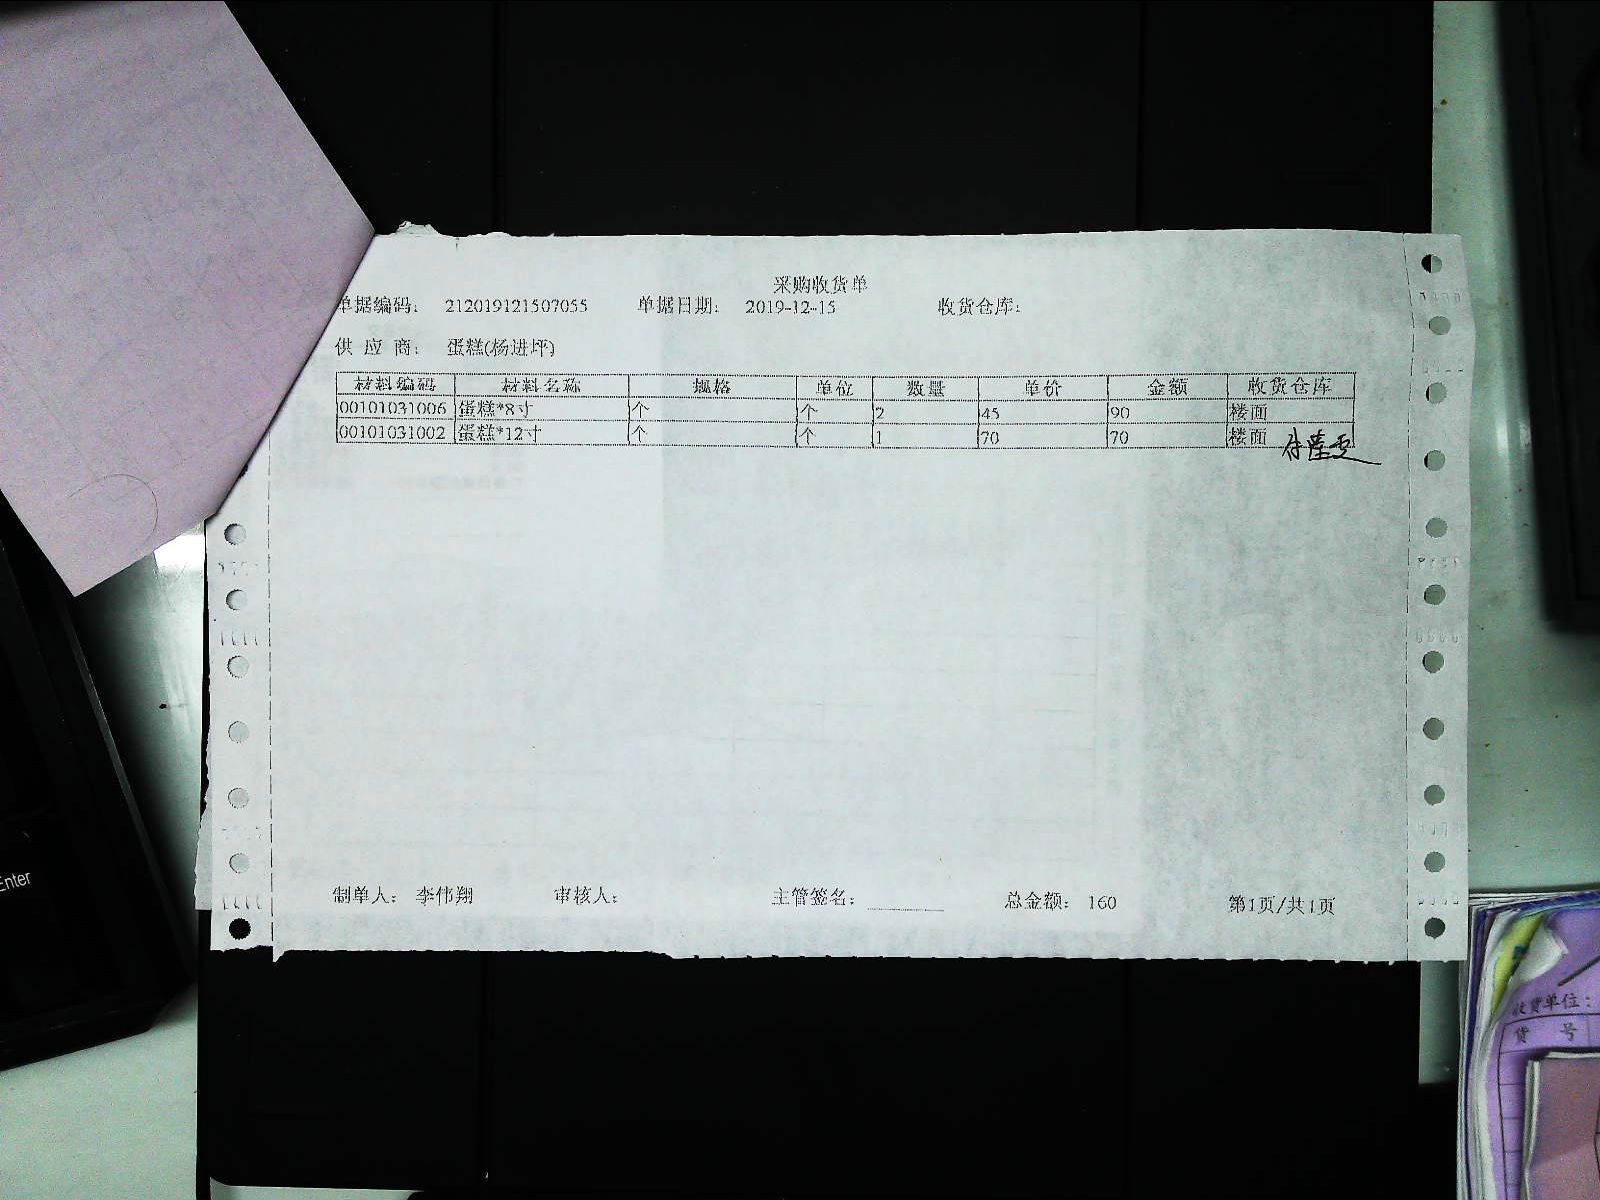 采购收货单
单据编码： 212019121507055 单据日期： 2019-12-15 收货仓库：
供 应 商： 蛋糕(杨进坪)
材料编码 材料名称 规格 单位 数量 单价 金额 收货仓库
00101031006 蛋糕*8寸 个 个 2 45 90 楼面
00101031002 蛋糕*12寸 个 个 1 70 70 楼面
制单人： 李伟翔 审核人： 主管签名： 总金额： 160 第1页/共1页
Enter
收货单位：
货 号